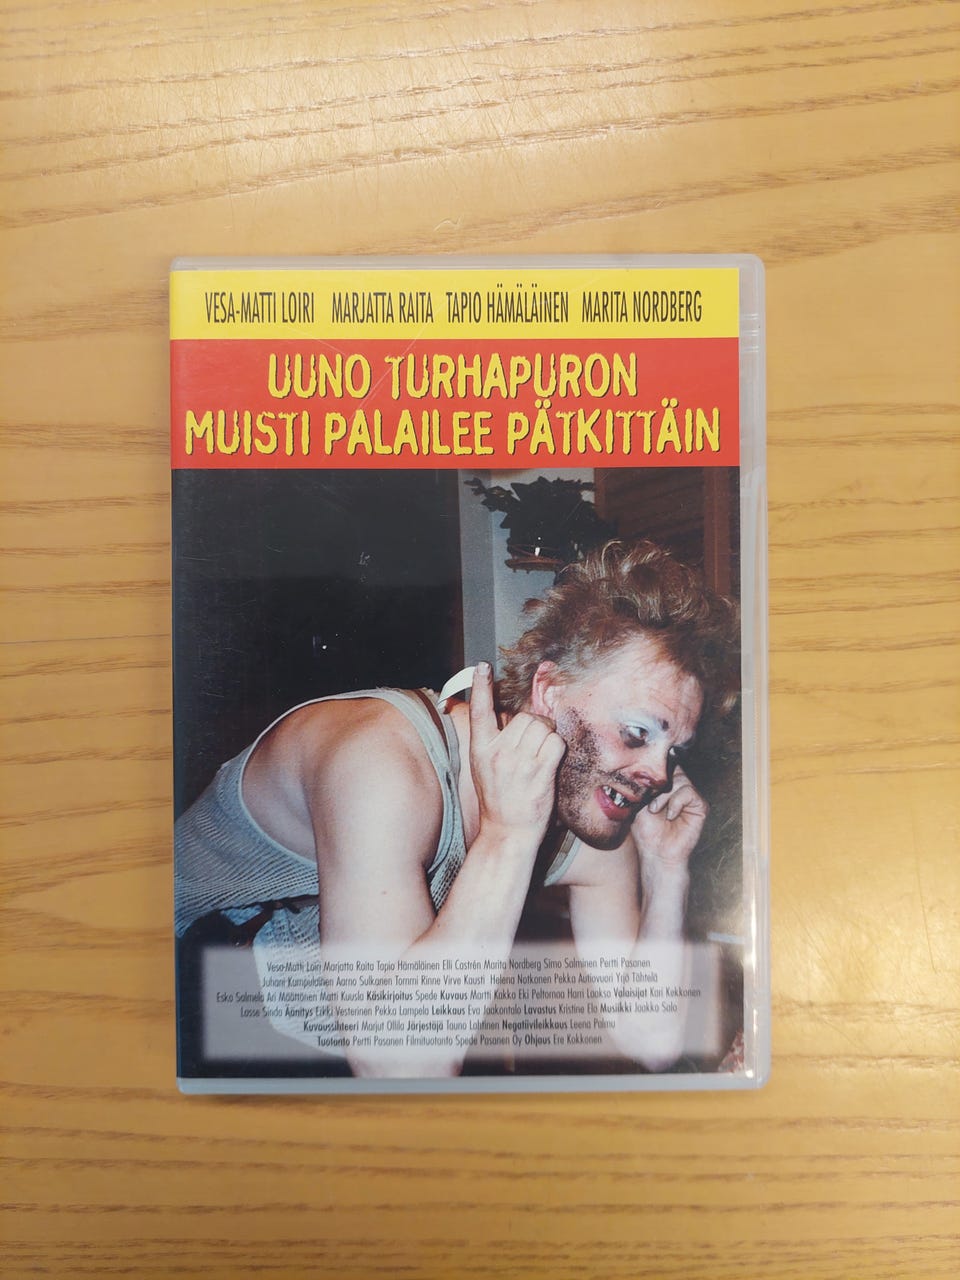 VESA-MATTI LOIRI MARJATTA RAITA TAPIO HÄMÄLÄINEN MARITA NORDBERG
UUNO TURHAPURON
MUISTI PALAILEE PÄTKITTÄIN
Vesa-Matti Loiri Marjatta Raita Tapio Hämäläinen Elli Castrén Marita Nordberg Simo Salminen Pertti Pasanen
Juhani Kumpulainen Aarno Sulkanen Tommi Rinne Virve Kausti Helena Notkonen Pekka Autiovuori Yrjö Tähtelä
Esko Salmela Ari Määttönen Matti Kuusla Käsikirjoitus Spede Kuvaus Martti Kakko Eki Peltomaa Harri Laakso Valaisijat Kari Kekkonen
Lasse Sinda Äänitys Erkki Vesterinen Pekka Lampela Leikkaus Eva Jaakontalo Lavastus Kristine Elo Musiikki Jaakko Salo
Kuvaussihteeri Marjut Ollila Järjestäjä Tauno Lahtinen Negatiivileikkaus Leena Palmu
Tuotanto Pertti Pasanen Filmituotanto Spede Pasanen Oy Ohjaus Ere Kokkonen